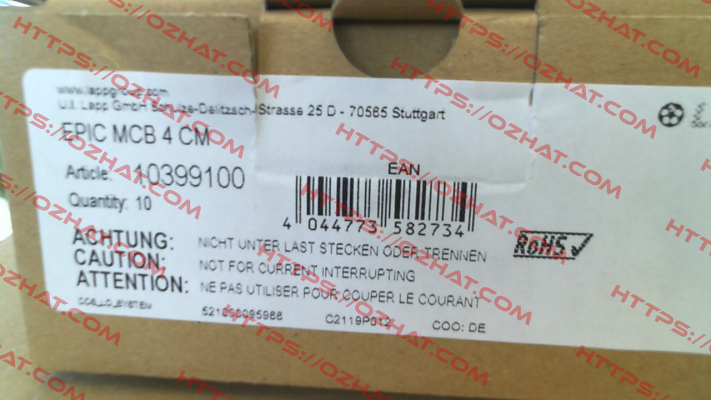 www.lappgroup.com
U.I. Lapp GmbH Schulze-Delitzsch-Strasse 25 D - 70565 Stuttgart
EPIC MCB 4 CM
Article: 10399100
Quantity: 10
EAN
4 044773 582734
RoHS
ACHTUNG: NICHT UNTER LAST STECKEN ODER TRENNEN
CAUTION: NOT FOR CURRENT INTERRUPTING
ATTENTION: NE PAS UTILISER POUR COUPER LE COURANT
C2119P012 COO: DE
HTTPS://OZHAT.COM